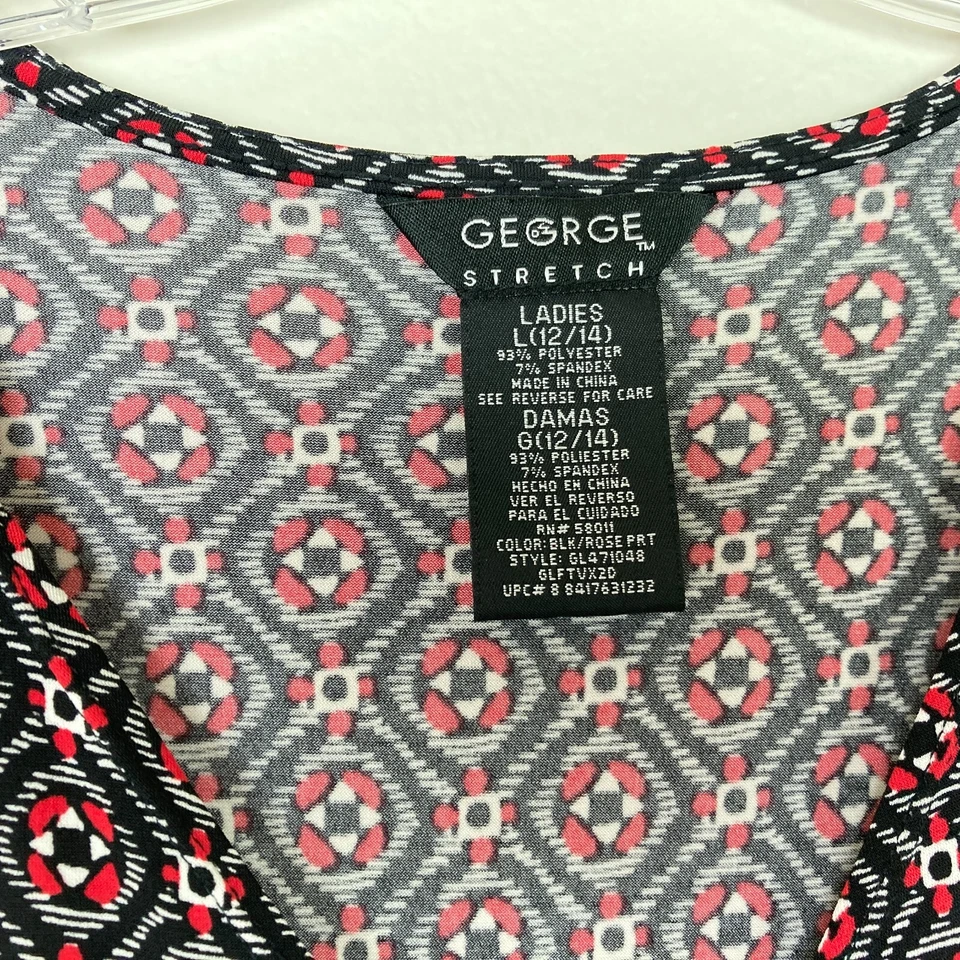 GEORGE™
STRETCH
LADIES
L(12/14)
93% POLYESTER
7% SPANDEX
MADE IN CHINA
SEE REVERSE FOR CARE
DAMAS
G(12/14)
93% POLIESTER
7% SPANDEX
HECHO EN CHINA
VER EL REVERSO
PARA EL CUIDADO
RN# 58011
COLOR:BLK/ROSE PRT
STYLE: GL471048
GLFTVX2D
UPC# 8 8417631232